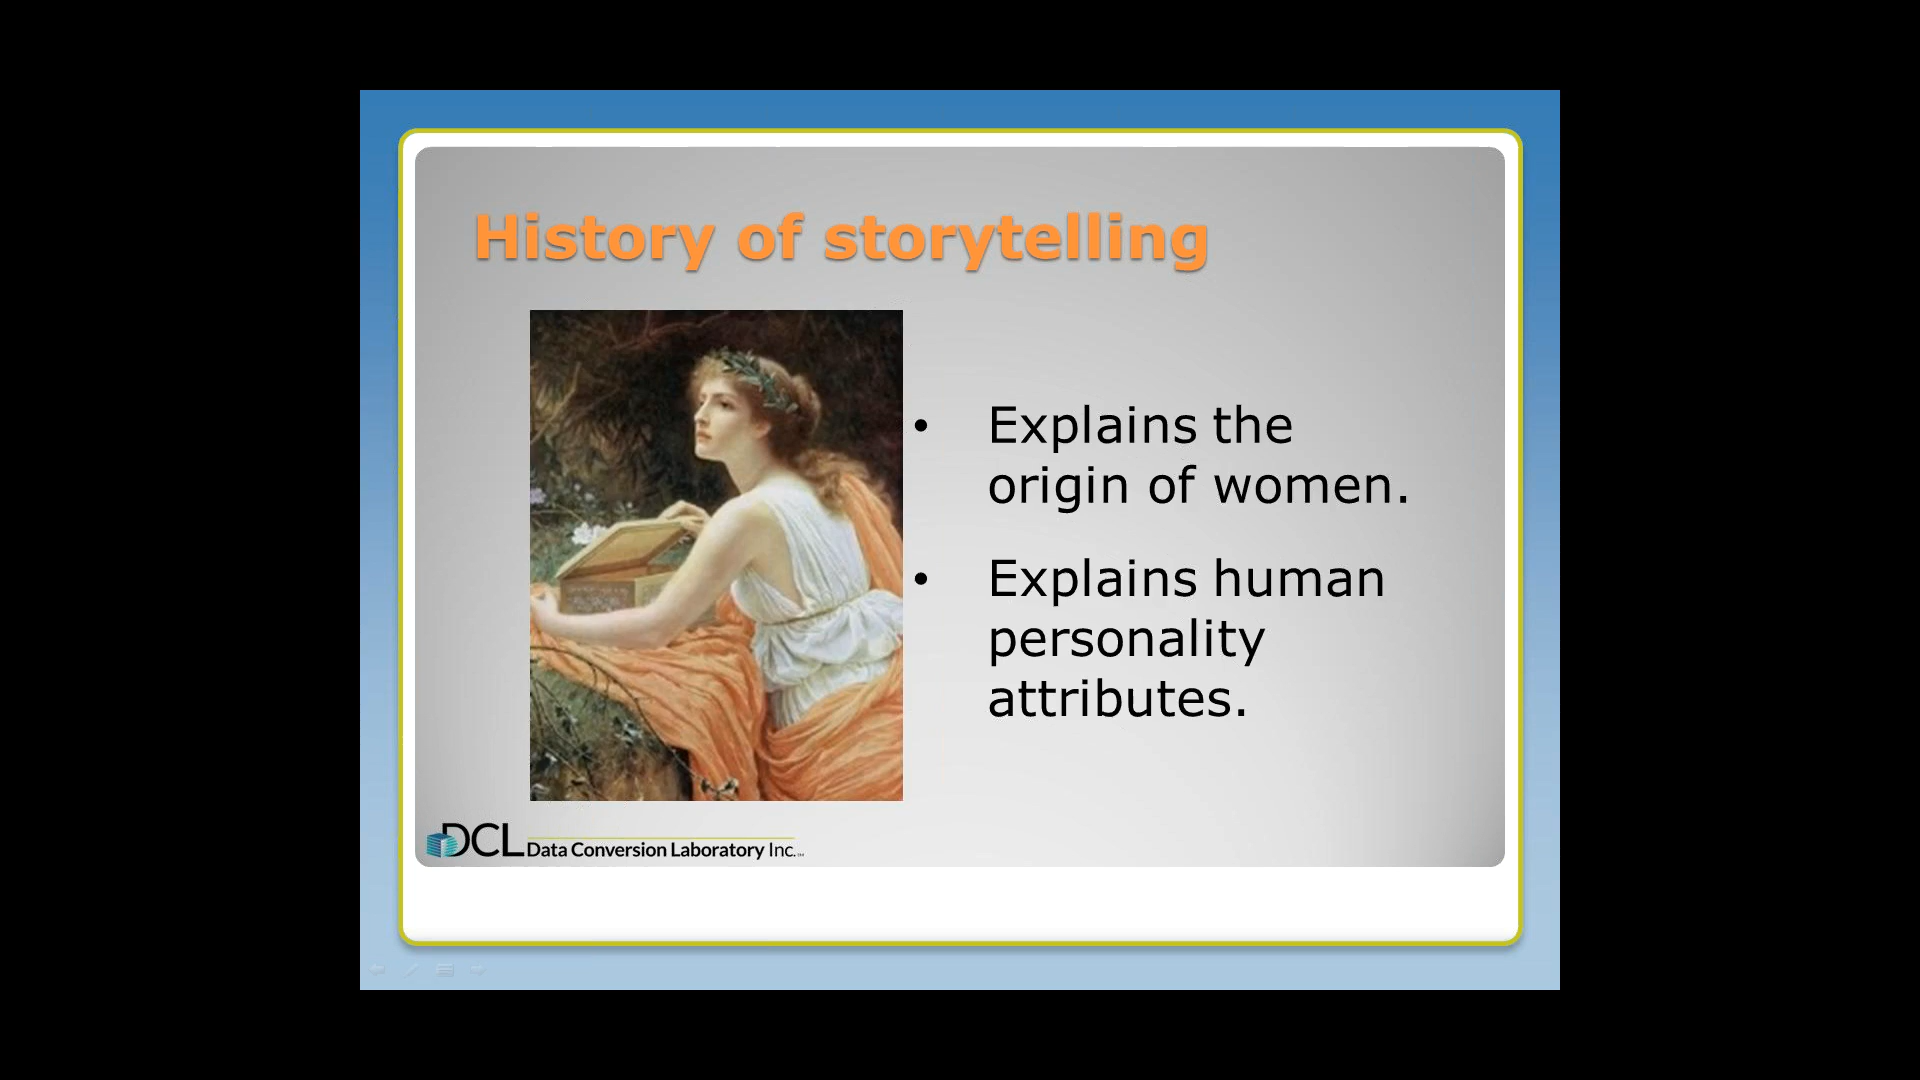 History of storytelling
• Explains the
origin of women.
• Explains human
personality
attributes.
DCL Data Conversion Laboratory Inc.